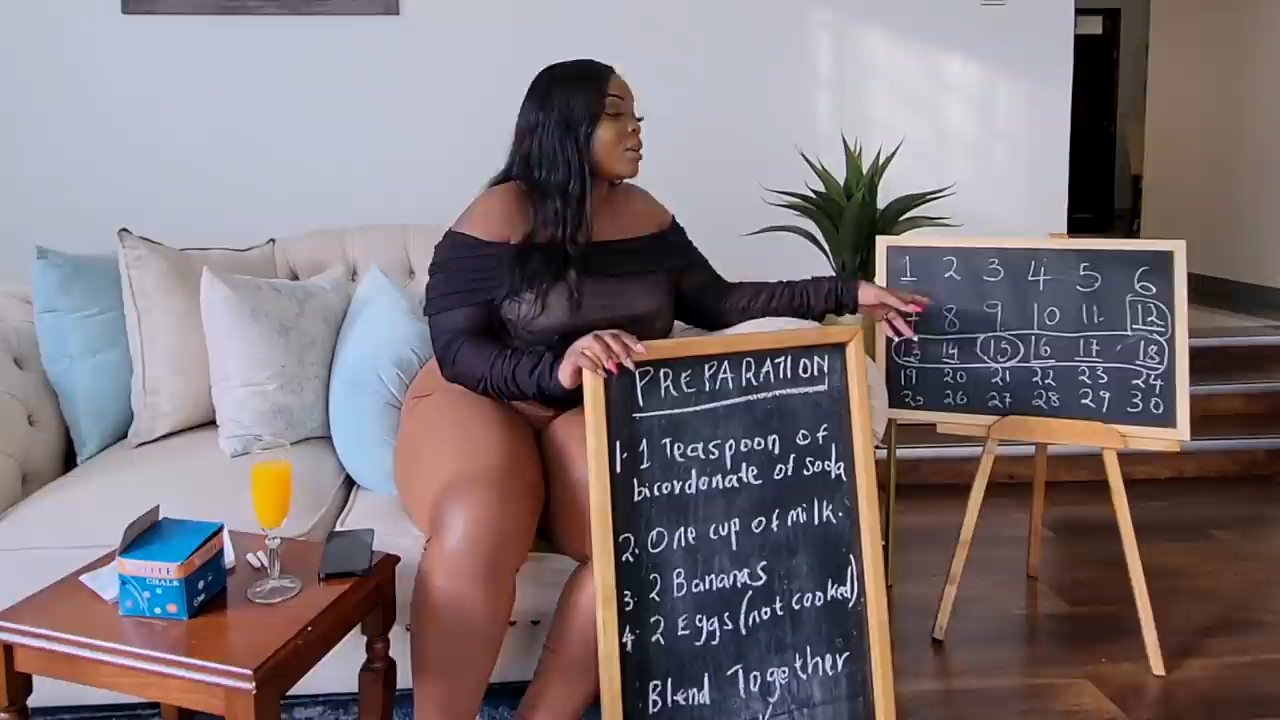 PREPARATION
1. 1 Teaspoon of
bicordonate of soda
2. One cup of milk.
3. 2 Bananas
4. 2 Eggs (not cooked)
Blend Together
1 2 3 4 5 6
7 8 9 10 11 12
13 14 15 16 17 18
19 20 21 22 23 24
25 26 27 28 29 30
CHALK